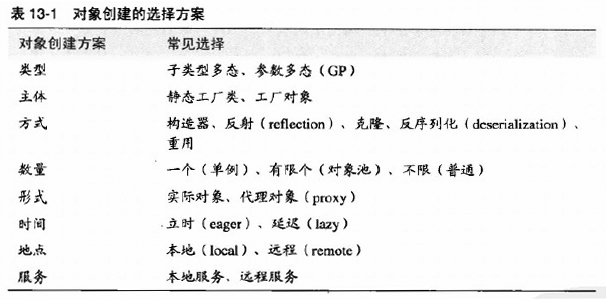 表 13-1 对象创建的选择方案
对象创建方案 常见选择
类型 子类型多态、参数多态（GP）
主体 静态工厂类、工厂对象
方式 构造器、反射（reflection）、克隆、反序列化（deserialization）、
重用
数量 一个（单例）、有限个（对象池）、不限（普通）
形式 实际对象、代理对象（proxy）
时间 立时（eager）、延迟（lazy）
地点 本地（local）、远程（remote）
服务 本地服务、远程服务